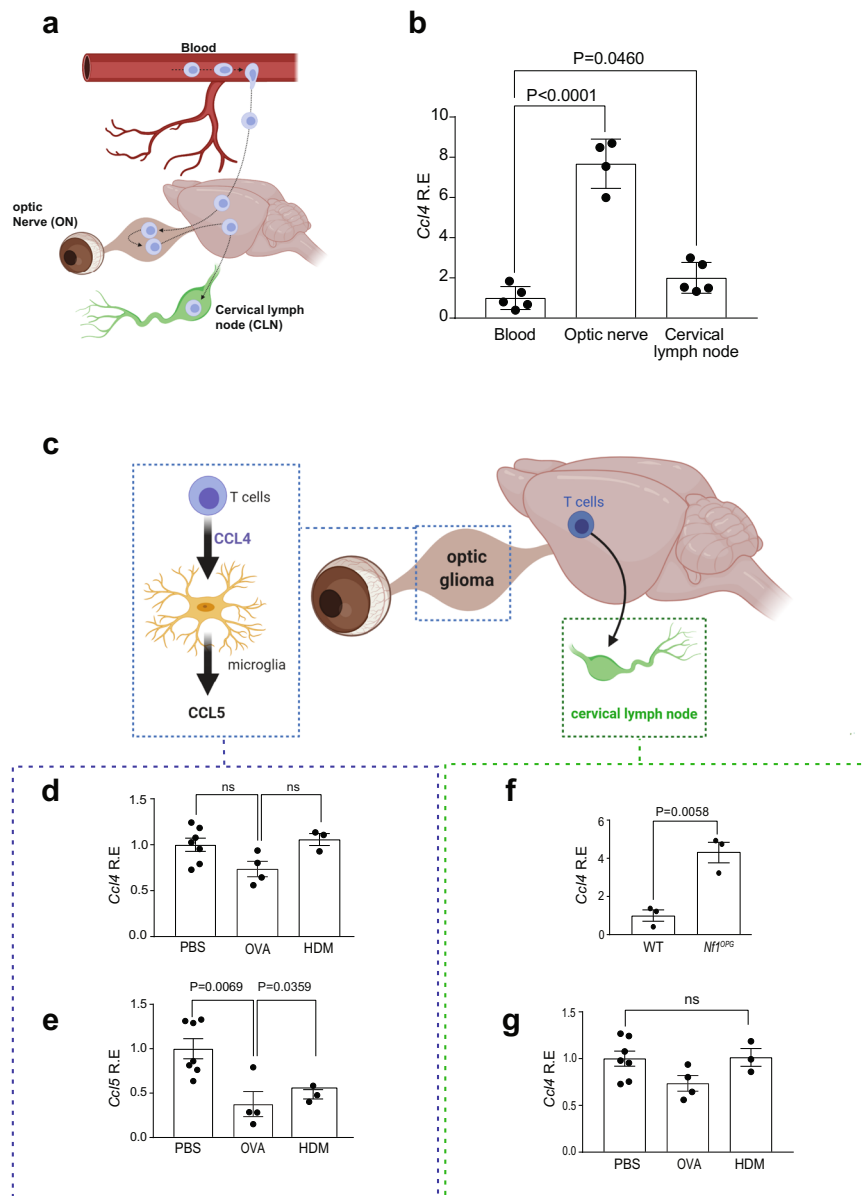 a
Blood
optic
Nerve (ON)
Cervical lymph
node (CLN)
b
P=0.0460
P<0.0001
Ccl4 R.E
10
8
6
4
2
0
Blood
Optic nerve
Cervical
lymph node
c
T cells
CCL4
microglia
CCL5
optic
glioma
T cells
cervical lymph node
d
Ccl4 R.E
1.5
1.0
0.5
0.0
ns
ns
PBS
OVA
HDM
e
Ccl5 R.E
1.5
1.0
0.5
0.0
P=0.0069
P=0.0359
PBS
OVA
HDM
f
Ccl4 R.E
6
4
2
0
P=0.0058
WT
Nf1OPG
g
Ccl4 R.E
1.5
1.0
0.5
0.0
ns
PBS
OVA
HDM